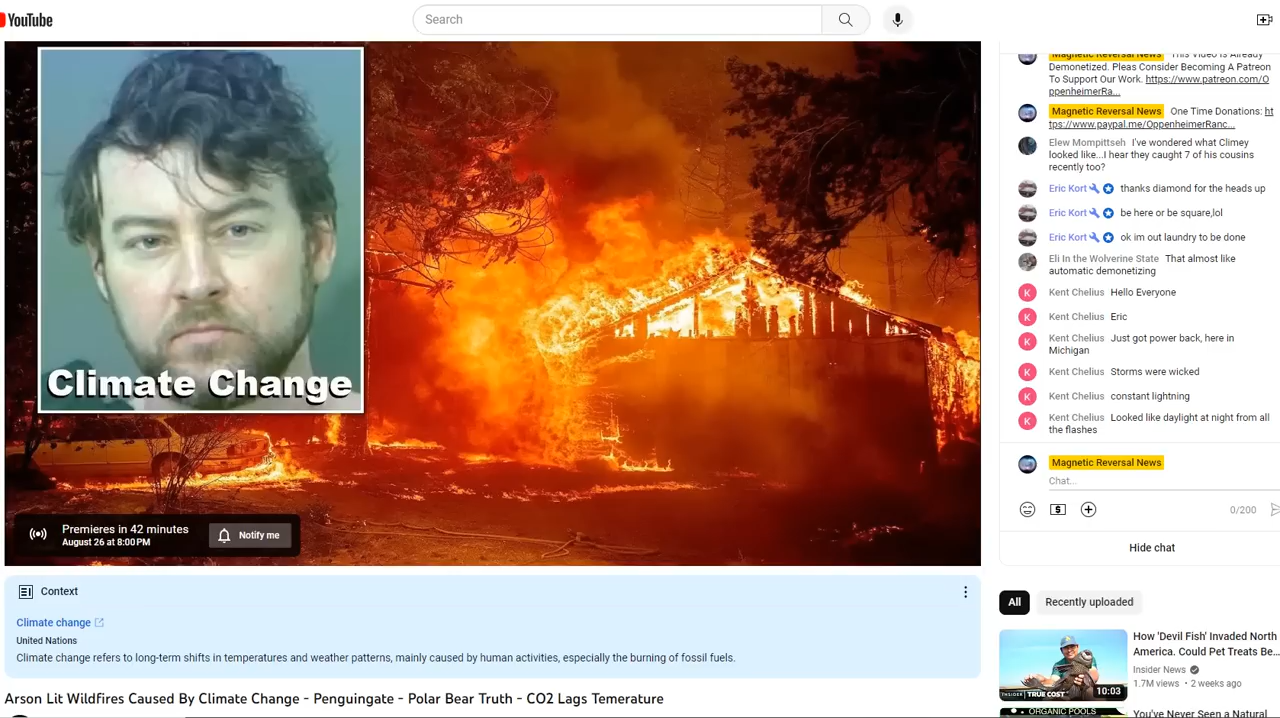 YouTube
Search
Climate Change
Premieres in 42 minutes
August 26 at 8:00 PM
Notify me
Context
Climate change
United Nations
Climate change refers to long-term shifts in temperatures and weather patterns, mainly caused by human activities, especially the burning of fossil fuels.
Arson Lit Wildfires Caused By Climate Change - Penguingate - Polar Bear Truth - CO2 Lags Temerature
Magnetic Reversal News This Video Is Already
Demonetized. Pleas Consider Becoming A Patreon
To Support Our Work. https://www.patreon.com/O
ppenheimerRa...
Magnetic Reversal News One Time Donations: ht
tps://www.paypal.me/OppenheimerRanc...
Elew Mompittseh I've wondered what Climey
looked like...I hear they caught 7 of his cousins
recently too?
Eric Kort thanks diamond for the heads up
Eric Kort be here or be square,lol
Eric Kort ok im out laundry to be done
Eli In the Wolverine State That almost like
automatic demonetizing
K Kent Chelius Hello Everyone
K Kent Chelius Eric
K Kent Chelius Just got power back, here in
Michigan
K Kent Chelius Storms were wicked
K Kent Chelius constant lightning
K Kent Chelius Looked like daylight at night from all
the flashes
Magnetic Reversal News
Chat...
0/200
Hide chat
All
Recently uploaded
How 'Devil Fish' Invaded North
America. Could Pet Treats Be...
Insider News
1.7M views • 2 weeks ago
INSIDER TRUE COST
10:03
ORGANIC POOLS
You've Never Seen a Natural